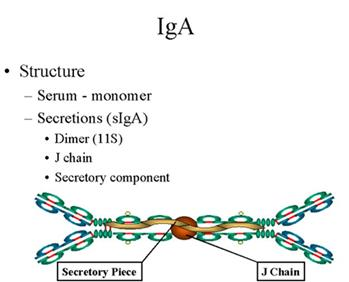 IgA
• Structure
– Serum - monomer
– Secretions (sIgA)
• Dimer (11S)
• J chain
• Secretory component
Secretory Piece
J Chain